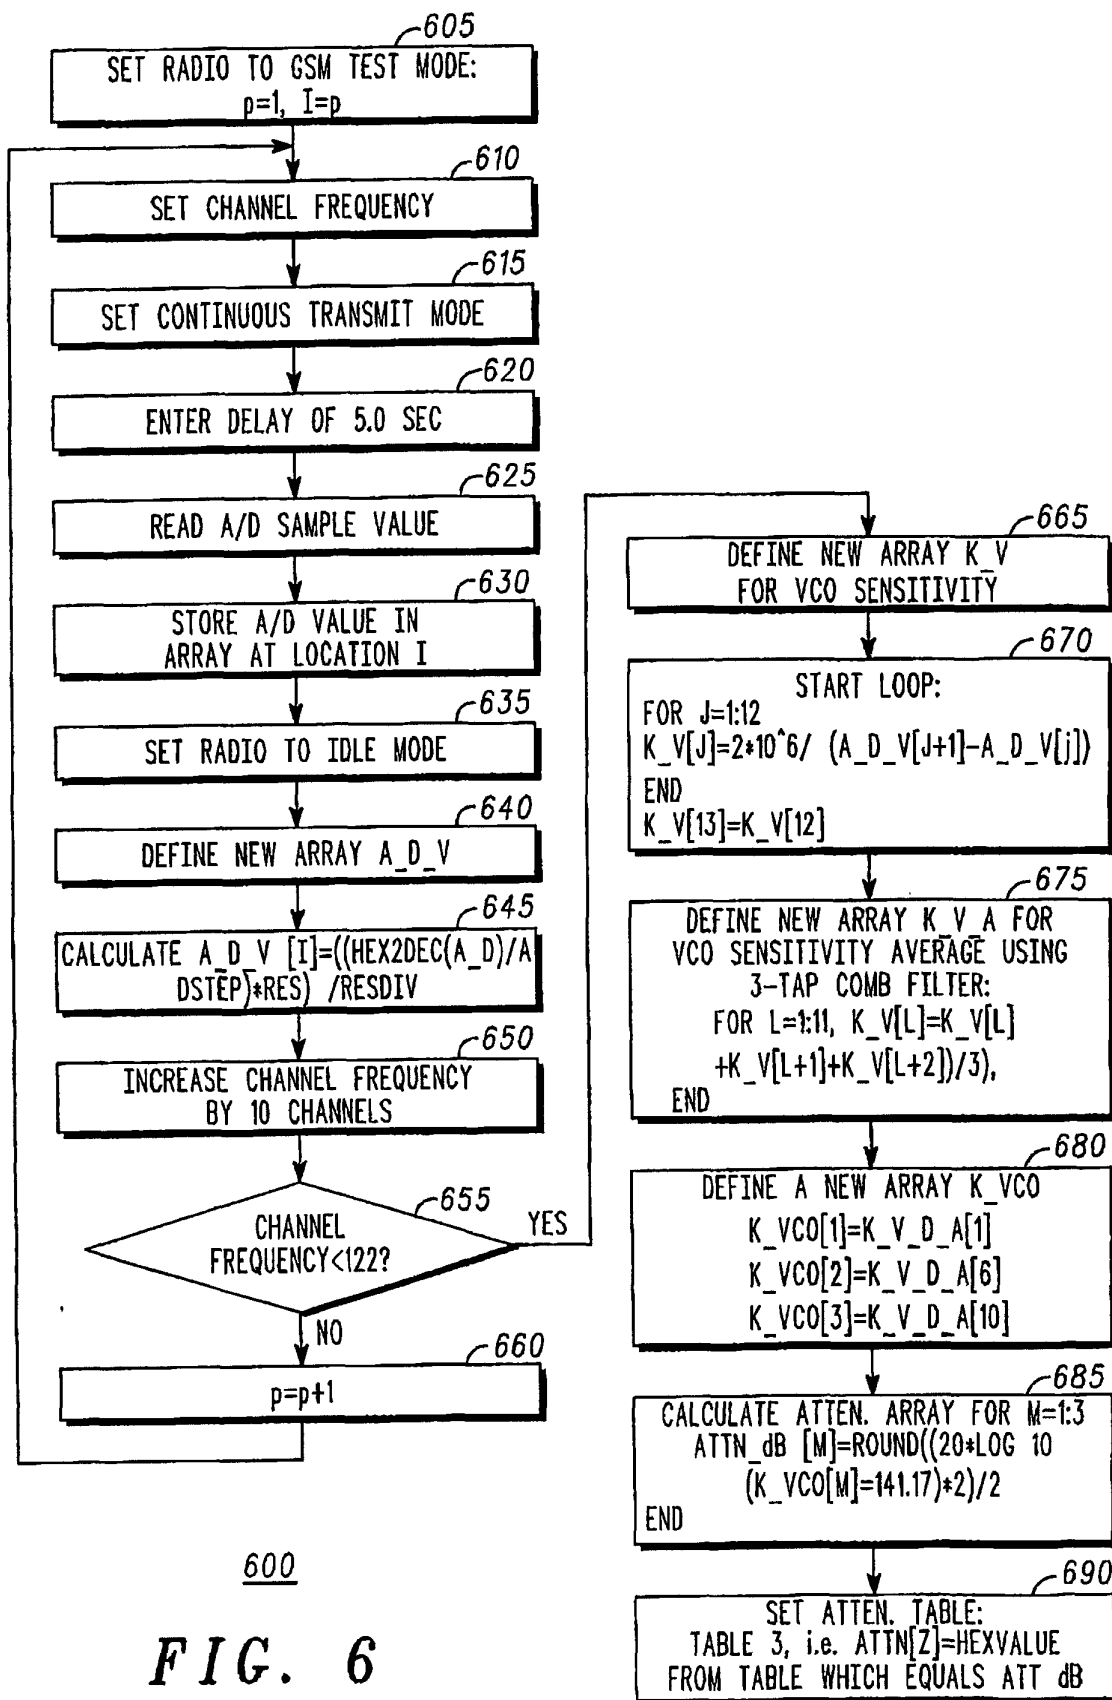 605
SET RADIO TO GSM TEST MODE:
p=1, I=p
610
SET CHANNEL FREQUENCY
615
SET CONTINUOUS TRANSMIT MODE
620
ENTER DELAY OF 5.0 SEC
625
READ A/D SAMPLE VALUE
630
STORE A/D VALUE IN
ARRAY AT LOCATION I
635
SET RADIO TO IDLE MODE
640
DEFINE NEW ARRAY A_D_V
645
CALCULATE A_D_V [I]=((HEX2DEC(A_D)/A
DSTEP)*RES) /RESDIV
650
INCREASE CHANNEL FREQUENCY
BY 10 CHANNELS
655
CHANNEL
FREQUENCY<122?
YES
NO
660
p=p+1
665
DEFINE NEW ARRAY K_V
FOR VCO SENSITIVITY
670
START LOOP:
FOR J=1:12
K_V[J]=2*10^6/ (A_D_V[J+1]-A_D_V[j])
END
K_V[13]=K_V[12]
675
DEFINE NEW ARRAY K_V_A FOR
VCO SENSITIVITY AVERAGE USING
3-TAP COMB FILTER:
FOR L=1:11, K_V[L]=K_V[L]
+K_V[L+1]+K_V[L+2])/3),
END
680
DEFINE A NEW ARRAY K_VCO
K_VCO[1]=K_V_D_A[1]
K_VCO[2]=K_V_D_A[6]
K_VCO[3]=K_V_D_A[10]
685
CALCULATE ATTEN. ARRAY FOR M=1:3
ATTN_dB [M]=ROUND((20*LOG 10
(K_VCO[M]=141.17)*2)/2
END
690
SET ATTEN. TABLE:
TABLE 3, i.e. ATTN[Z]=HEXVALUE
FROM TABLE WHICH EQUALS ATT dB
600
FIG. 6